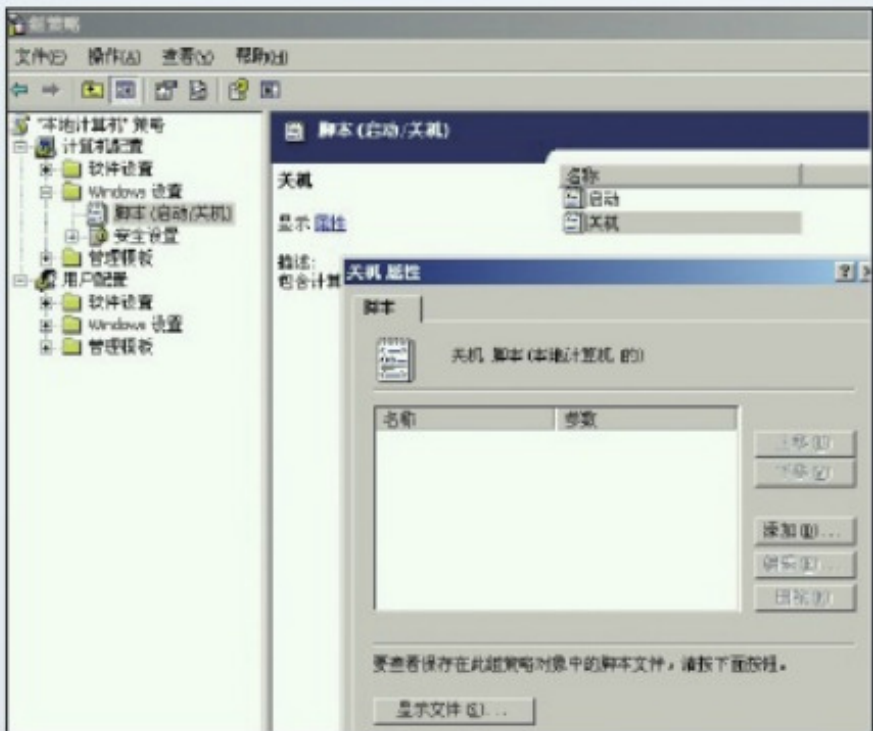 组策略
文件(F) 操作(A) 查看(V) 帮助(H)
"本地计算机" 策略
计算机配置
软件设置
Windows 设置
脚本(启动/关机)
安全设置
管理模板
用户配置
软件设置
Windows 设置
管理模板
脚本(启动/关机)
关机
显示 属性
描述:
包含计算
名称
启动
关机
关机 属性
脚本
关机 脚本(本地计算机 的)
名称 参数
上移(U)
下移(W)
添加(D)...
编辑(E)...
删除(R)
要查看保存在此组策略对象中的脚本文件，请按下面按钮。
显示文件(S)...